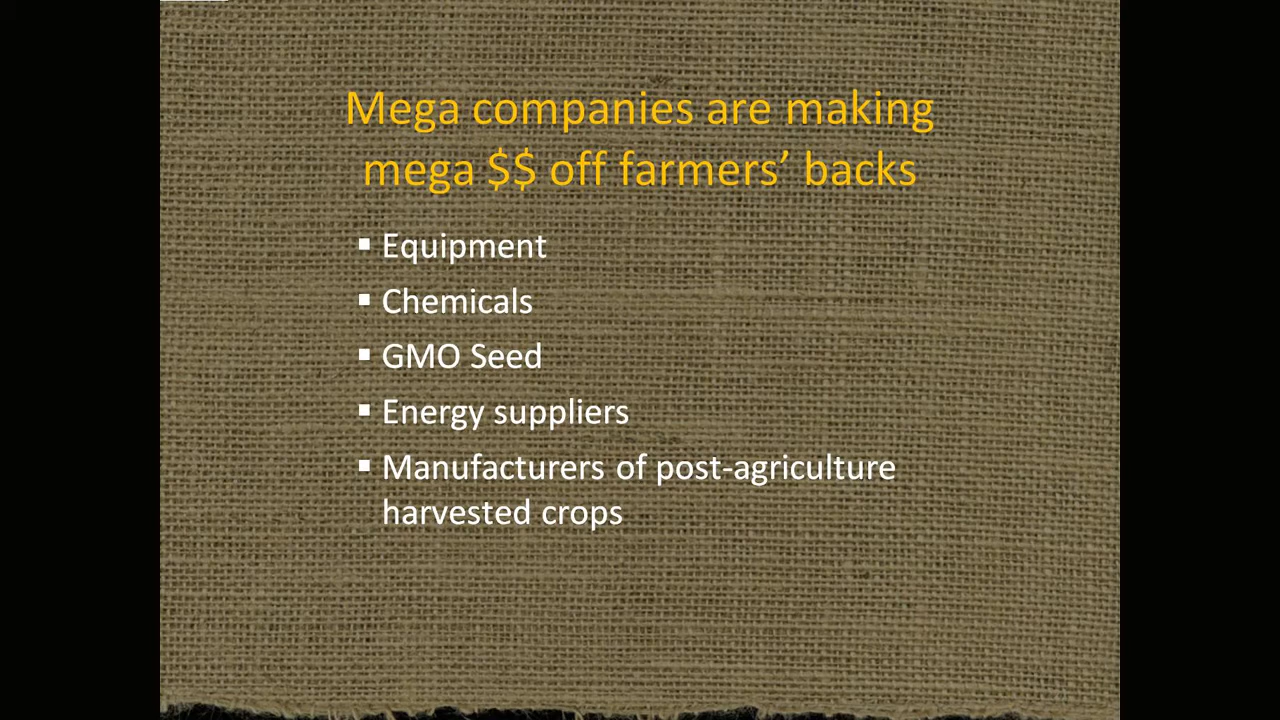 Mega companies are making
mega $$ off farmers’ backs
▪ Equipment
▪ Chemicals
▪ GMO Seed
▪ Energy suppliers
▪ Manufacturers of post-agriculture
harvested crops